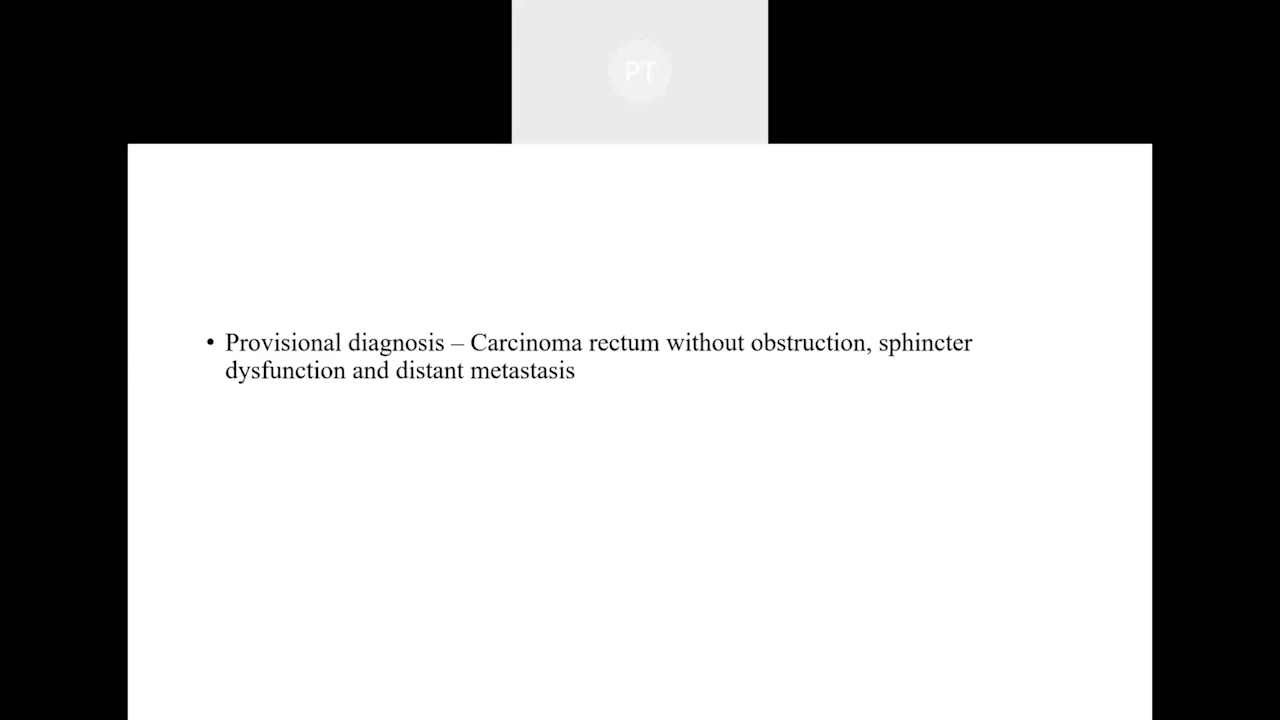 PT
• Provisional diagnosis – Carcinoma rectum without obstruction, sphincter
dysfunction and distant metastasis